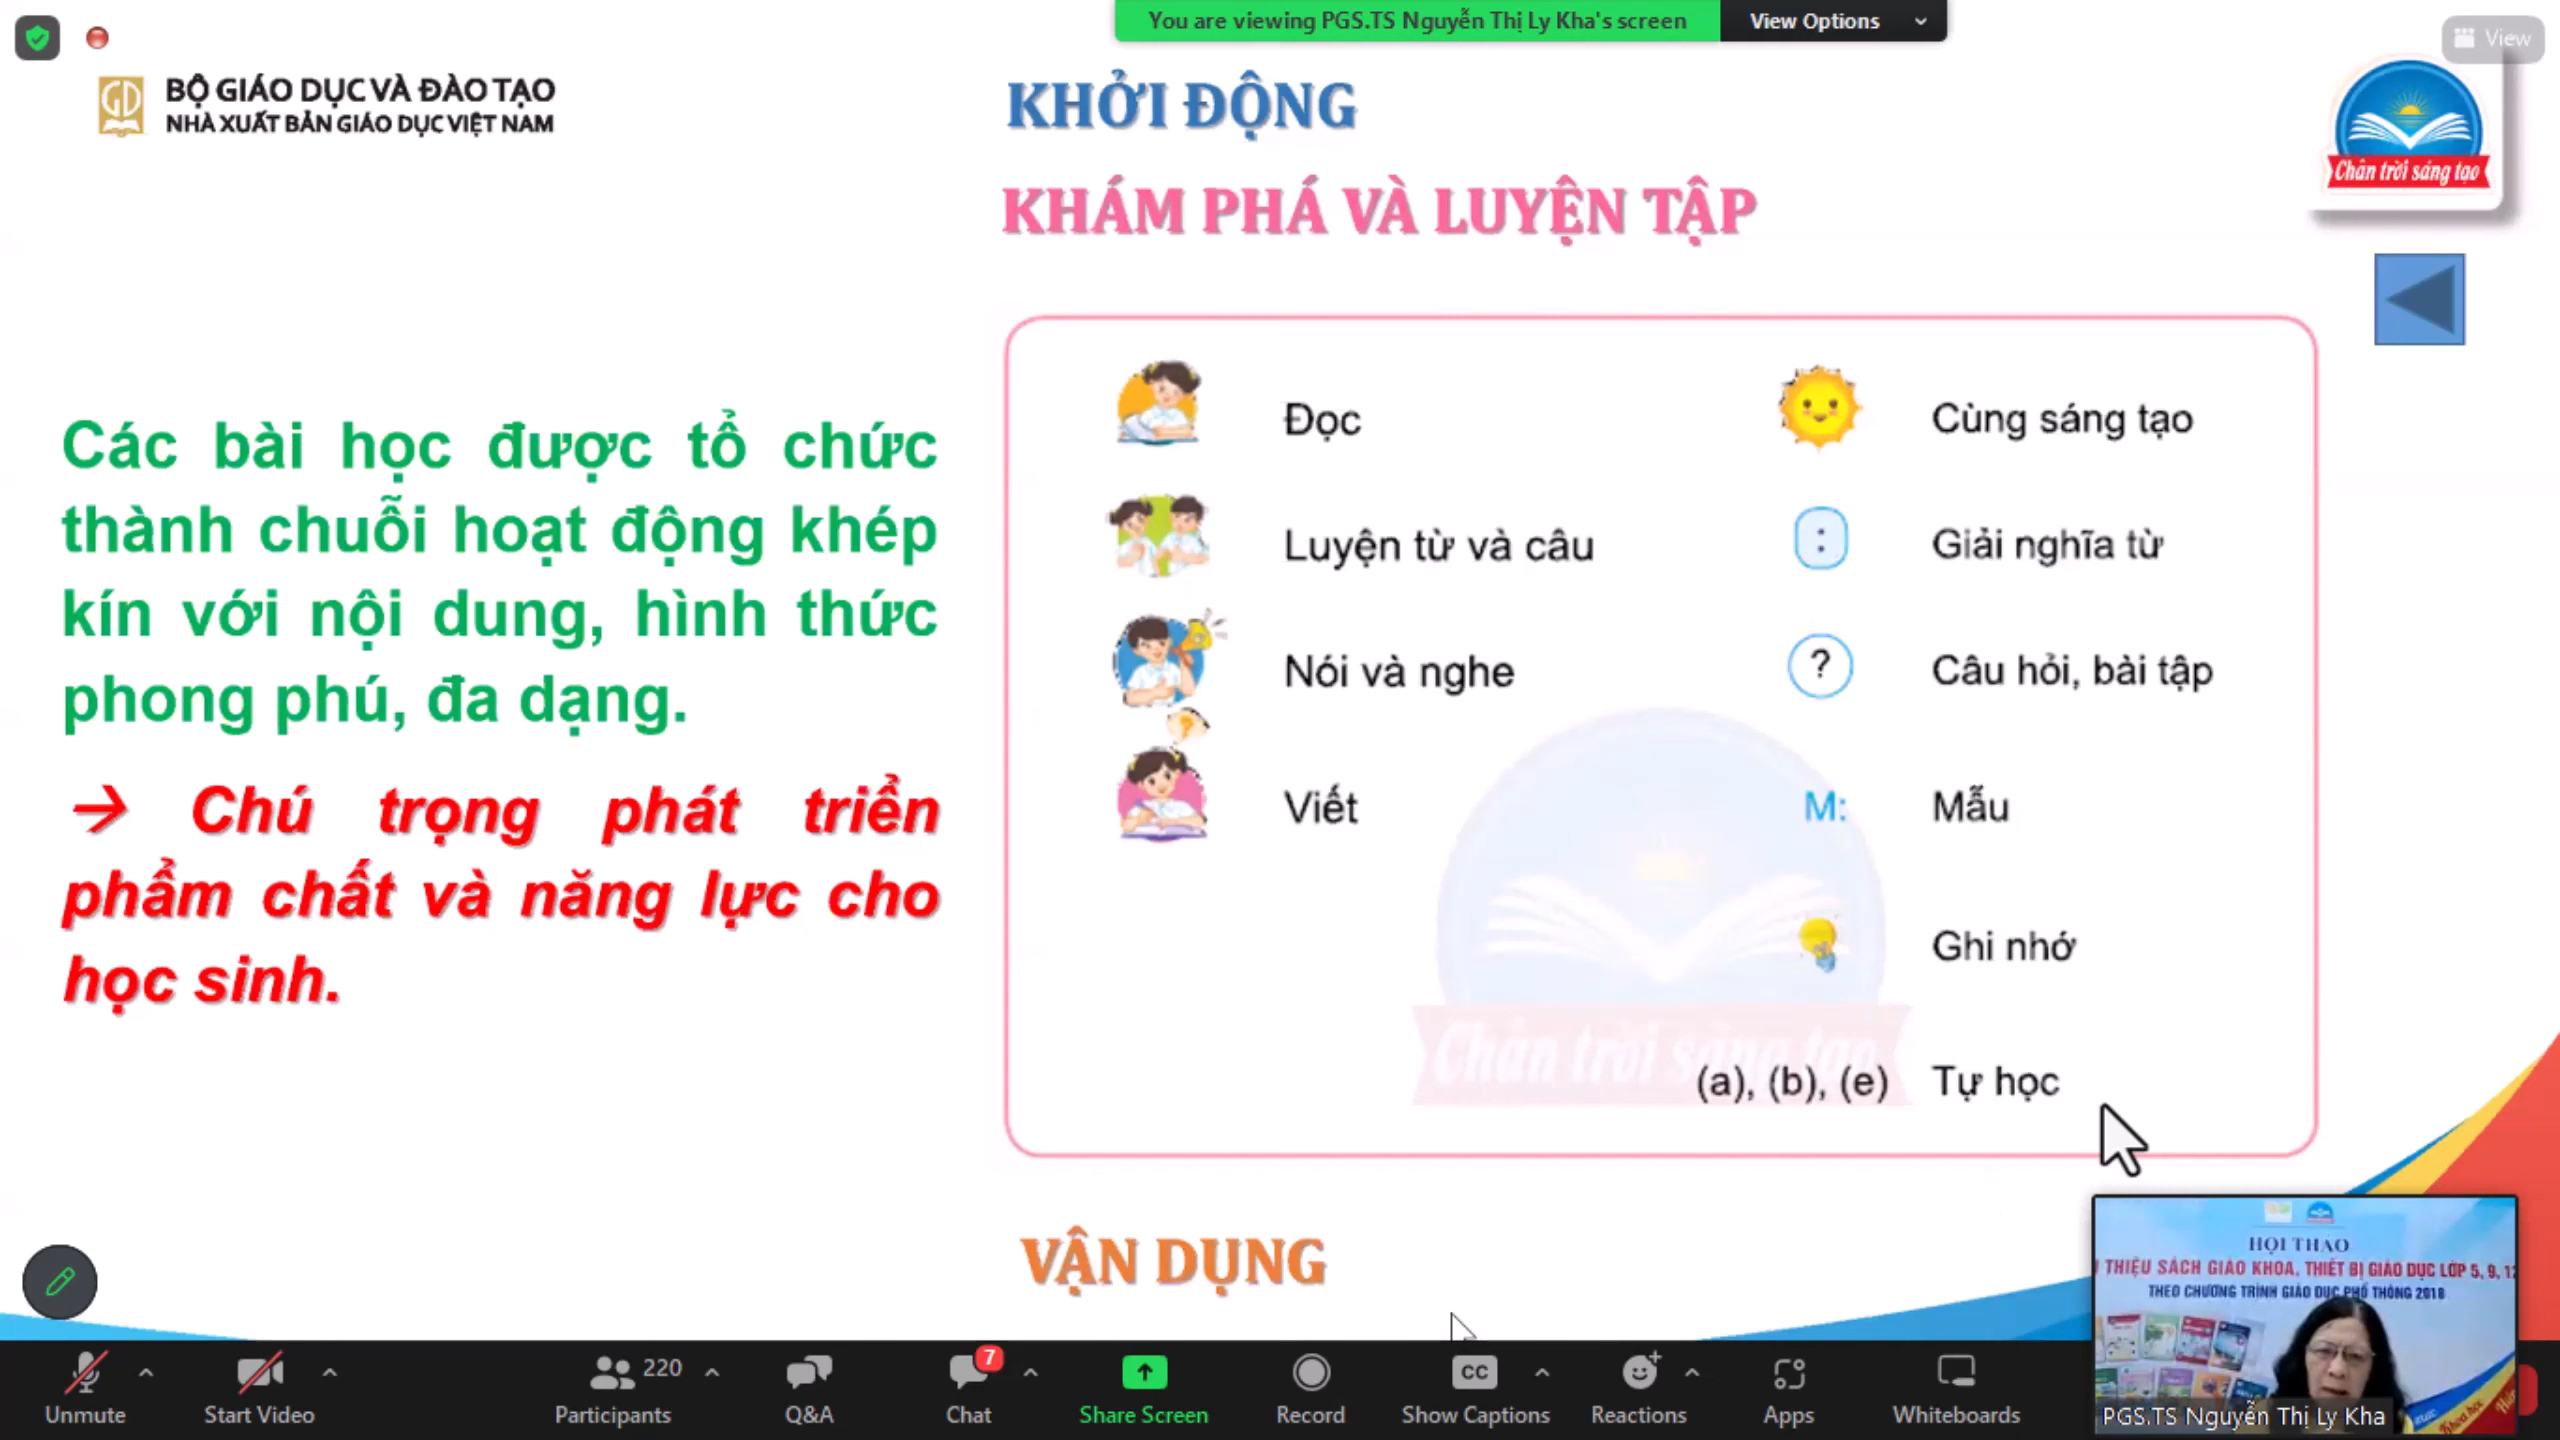 You are viewing PGS.TS Nguyễn Thị Ly Kha's screen
View Options
View
BỘ GIÁO DỤC VÀ ĐÀO TẠO
NHÀ XUẤT BẢN GIÁO DỤC VIỆT NAM
KHỞI ĐỘNG
KHÁM PHÁ VÀ LUYỆN TẬP
Chân trời sáng tạo
Các bài học được tổ chức
thành chuỗi hoạt động khép
kín với nội dung, hình thức
phong phú, đa dạng.
→ Chú trọng phát triển
phẩm chất và năng lực cho
học sinh.
Đọc
Luyện từ và câu
Nói và nghe
Viết
Cùng sáng tạo
: Giải nghĩa từ
? Câu hỏi, bài tập
M: Mẫu
Ghi nhớ
(a), (b), (e) Tự học
Chân trời sáng tạo
VẬN DỤNG
HỘI THẢO
THIỆU SÁCH GIÁO KHOA, THIẾT BỊ GIÁO DỤC LỚP 5, 9, 12
THEO CHƯƠNG TRÌNH GIÁO DỤC PHỔ THÔNG 2018
PGS.TS Nguyễn Thị Ly Kha
Unmute
Start Video
220
Participants
Q&A
7
Chat
Share Screen
Record
CC
Show Captions
Reactions
Apps
Whiteboards